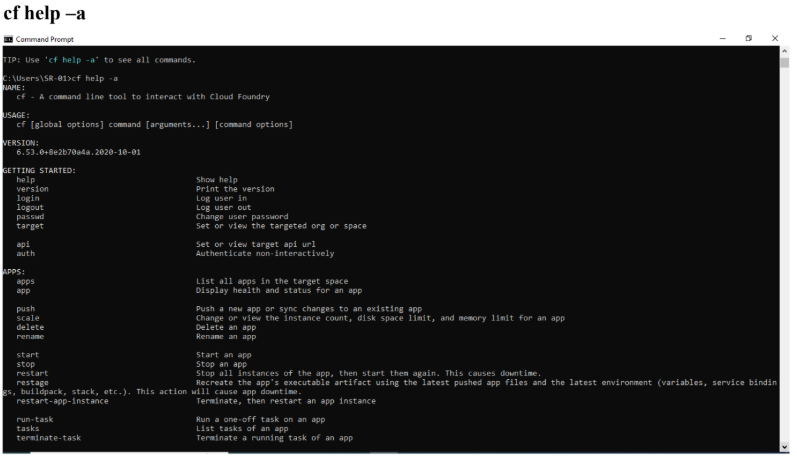 cf help –a
Command Prompt
TIP: Use 'cf help -a' to see all commands.
C:\Users\SR-01>cf help -a
NAME:
cf - A command line tool to interact with Cloud Foundry
USAGE:
cf [global options] command [arguments...] [command options]
VERSION:
6.53.0+8e2b70a4a.2020-10-01
GETTING STARTED:
help Show help
version Print the version
login Log user in
logout Log user out
passwd Change user password
target Set or view the targeted org or space
api Set or view target api url
auth Authenticate non-interactively
APPS:
apps List all apps in the target space
app Display health and status for an app
push Push a new app or sync changes to an existing app
scale Change or view the instance count, disk space limit, and memory limit for an app
delete Delete an app
rename Rename an app
start Start an app
stop Stop an app
restart Stop all instances of the app, then start them again. This causes downtime.
restage Recreate the app's executable artifact using the latest pushed app files and the latest environment (variables, service bindin
gs, buildpack, stack, etc.). This action will cause app downtime.
restart-app-instance Terminate, then restart an app instance
run-task Run a one-off task on an app
tasks List tasks of an app
terminate-task Terminate a running task of an app